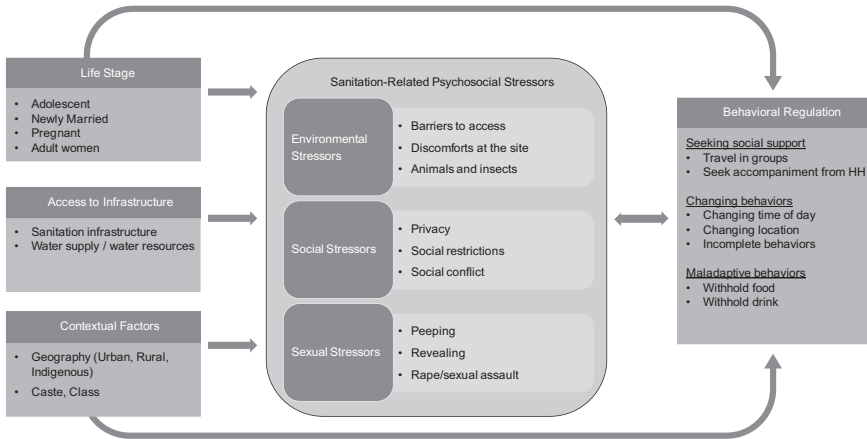 Life Stage
• Adolescent
• Newly Married
• Pregnant
• Adult women
Access to Infrastructure
• Sanitation infrastructure
• Water supply / water resources
Contextual Factors
• Geography (Urban, Rural,
Indigenous)
• Caste, Class
Sanitation-Related Psychosocial Stressors
Environmental
Stressors
• Barriers to access
• Discomforts at the site
• Animals and insects
Social Stressors
• Privacy
• Social restrictions
• Social conflict
Sexual Stressors
• Peeping
• Revealing
• Rape/sexual assault
Behavioral Regulation
Seeking social support
• Travel in groups
• Seek accompaniment from HH
Changing behaviors
• Changing time of day
• Changing location
• Incomplete behaviors
Maladaptive behaviors
• Withhold food
• Withhold drink